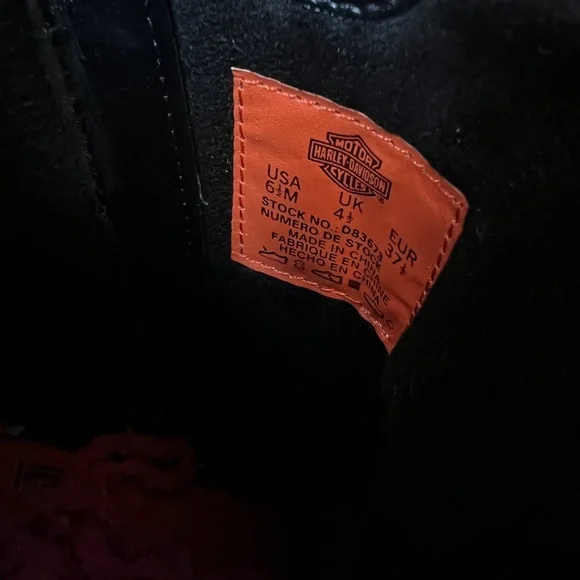 MOTOR
HARLEY-DAVIDSON
CYCLES
®
USA UK EUR
6½M 4½ 37½
STOCK NO.: D83673
NUMERO DE STOCK
MADE IN CHINA
FABRIQUE EN CHINE
HECHO EN CHINA